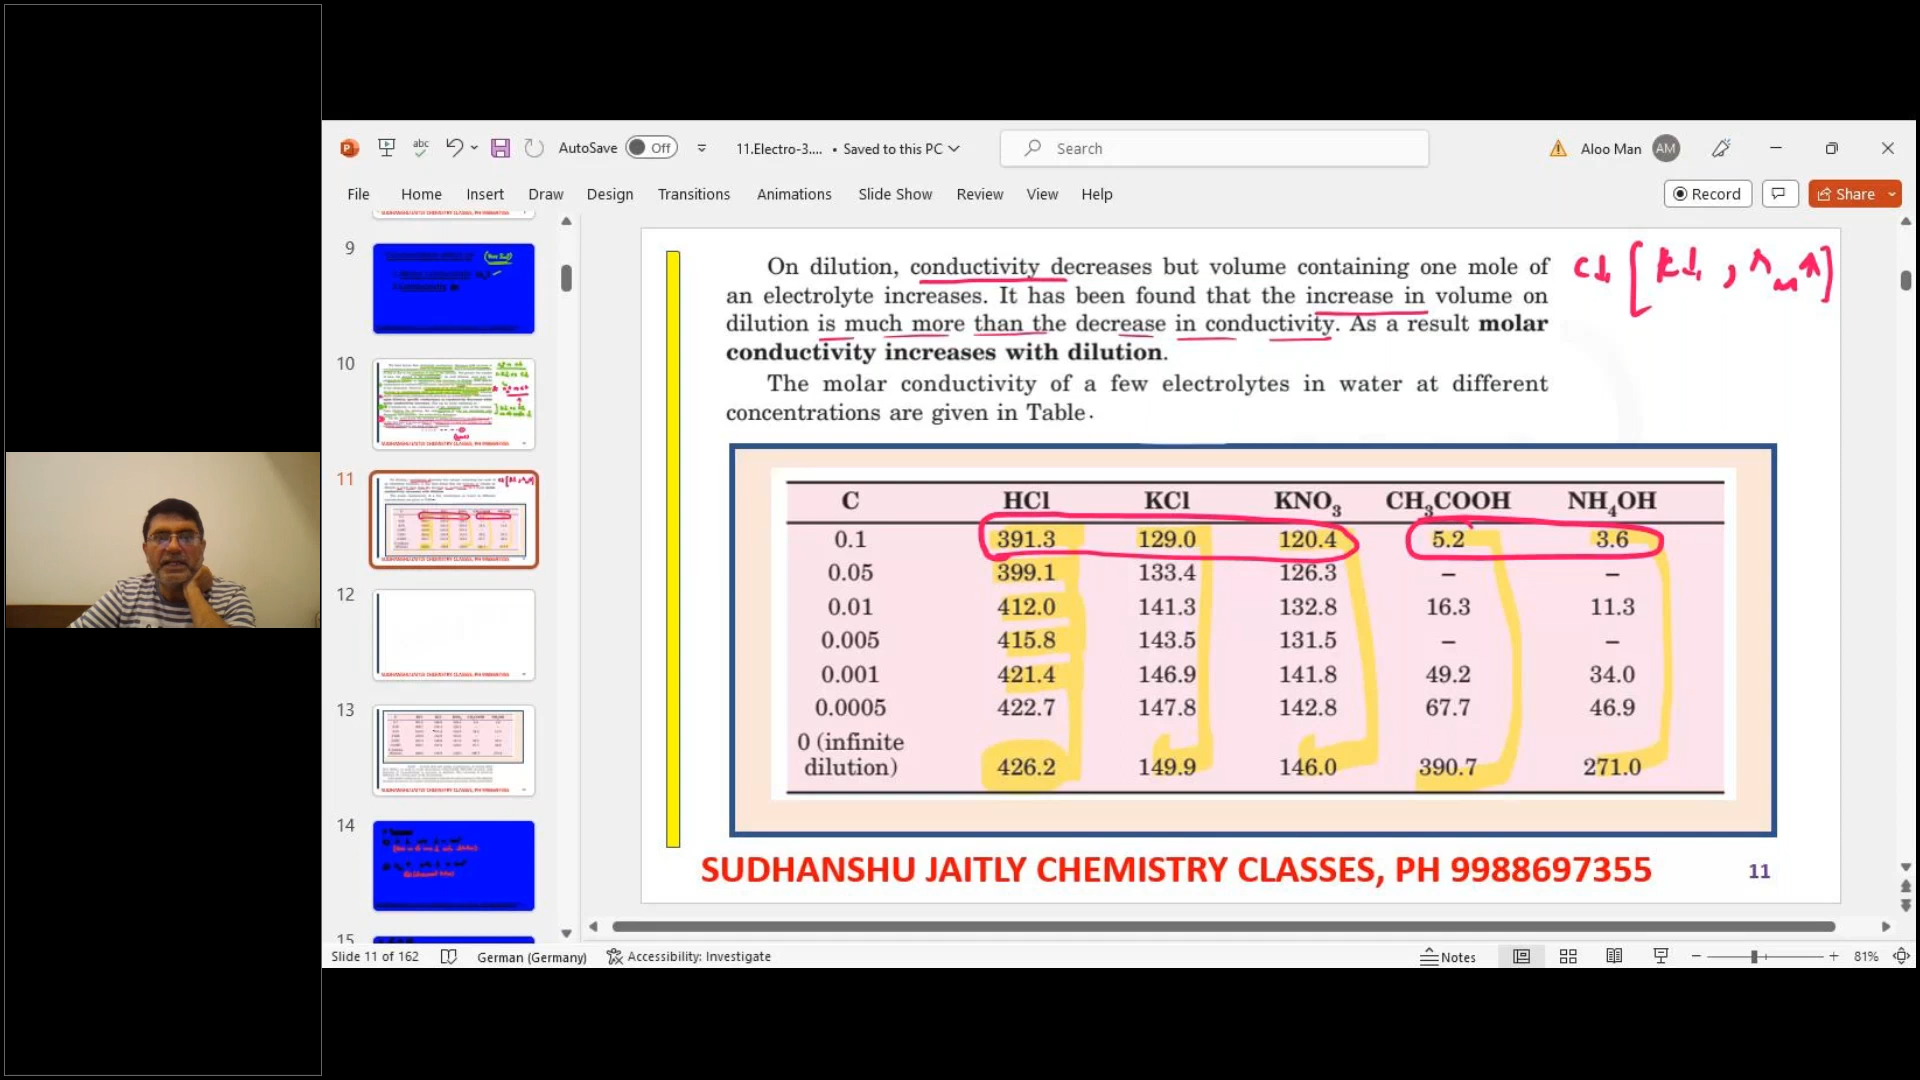 abc
AutoSave
Off
11.Electro-3.... • Saved to this PC
Search
Aloo Man
AM
File
Home
Insert
Draw
Design
Transitions
Animations
Slide Show
Review
View
Help
Record
Share
9
10
11
12
13
14
15
On dilution, conductivity decreases but volume containing one mole of
an electrolyte increases. It has been found that the increase in volume on
dilution is much more than the decrease in conductivity. As a result molar
conductivity increases with dilution.
c↓ [k↓, λm↑]
The molar conductivity of a few electrolytes in water at different
concentrations are given in Table.
C HCl KCl KNO3 CH3COOH NH4OH
0.1 391.3 129.0 120.4 5.2 3.6
0.05 399.1 133.4 126.3 – –
0.01 412.0 141.3 132.8 16.3 11.3
0.005 415.8 143.5 131.5 – –
0.001 421.4 146.9 141.8 49.2 34.0
0.0005 422.7 147.8 142.8 67.7 46.9
0 (infinite
dilution) 426.2 149.9 146.0 390.7 271.0
SUDHANSHU JAITLY CHEMISTRY CLASSES, PH 9988697355
11
Slide 11 of 162
German (Germany)
Accessibility: Investigate
Notes
81%